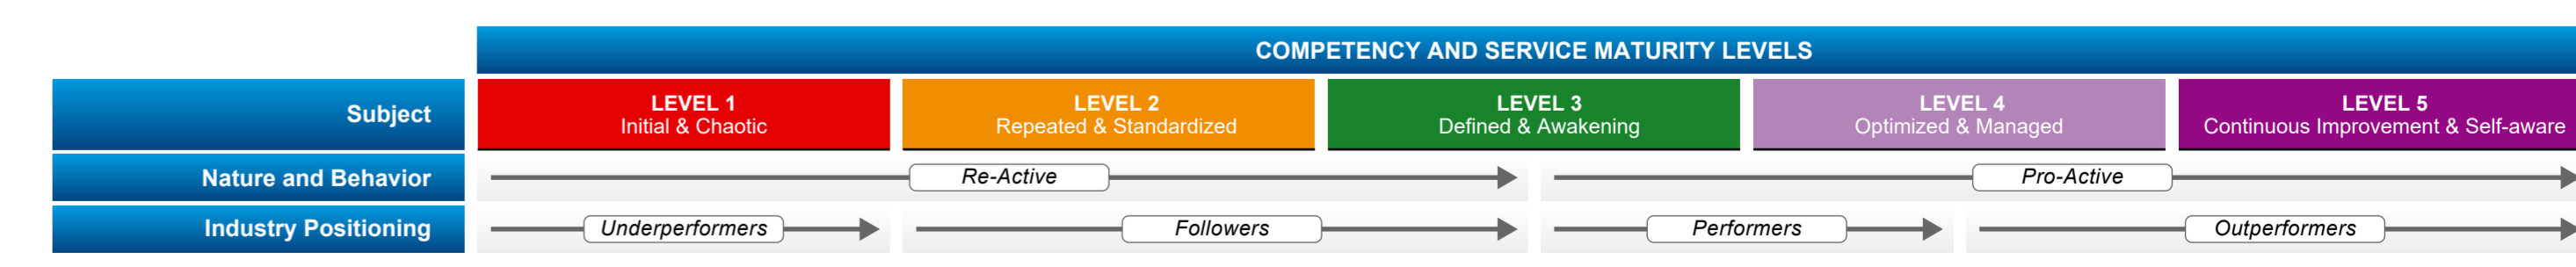 COMPETENCY AND SERVICE MATURITY LEVELS
Subject
LEVEL 1
Initial & Chaotic
LEVEL 2
Repeated & Standardized
LEVEL 3
Defined & Awakening
LEVEL 4
Optimized & Managed
LEVEL 5
Continuous Improvement & Self-aware
Nature and Behavior
Re-Active
Pro-Active
Industry Positioning
Underperformers
Followers
Performers
Outperformers